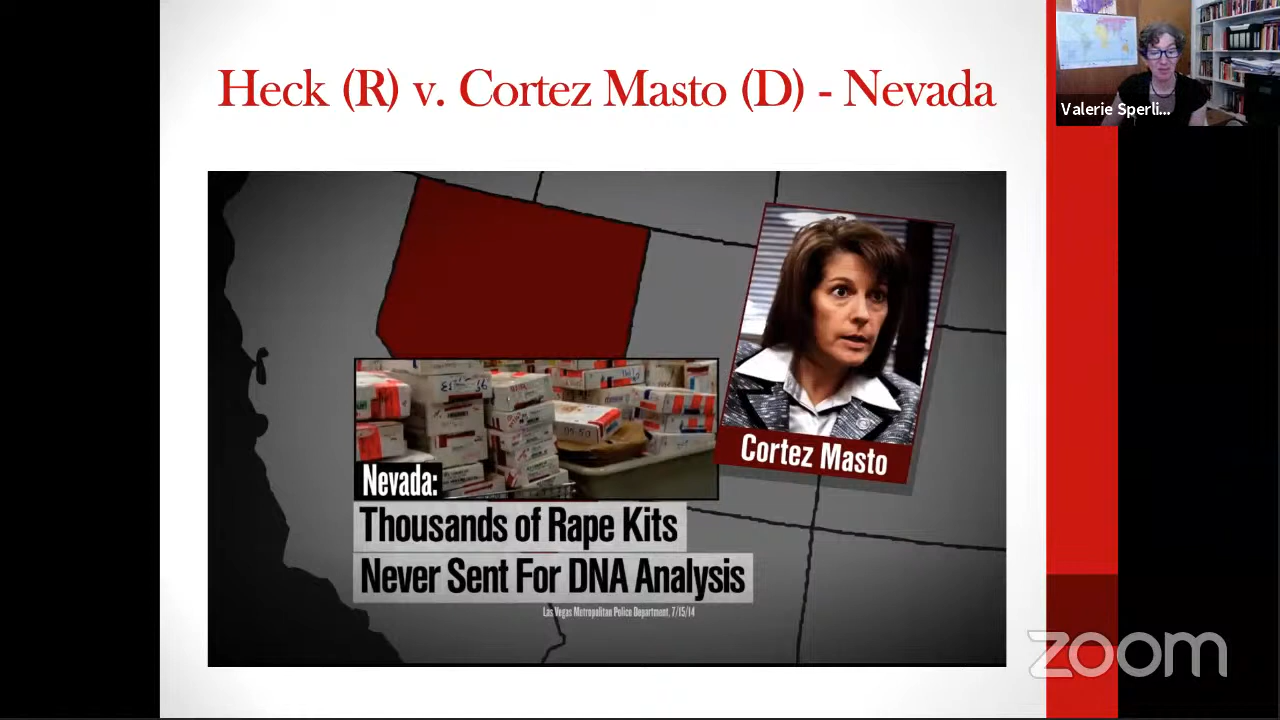 Heck (R) v. Cortez Masto (D) - Nevada
Valerie Sperli...
Cortez Masto
Nevada:
Thousands of Rape Kits
Never Sent For DNA Analysis
Las Vegas Metropolitan Police Department, 7/15/14
zoom